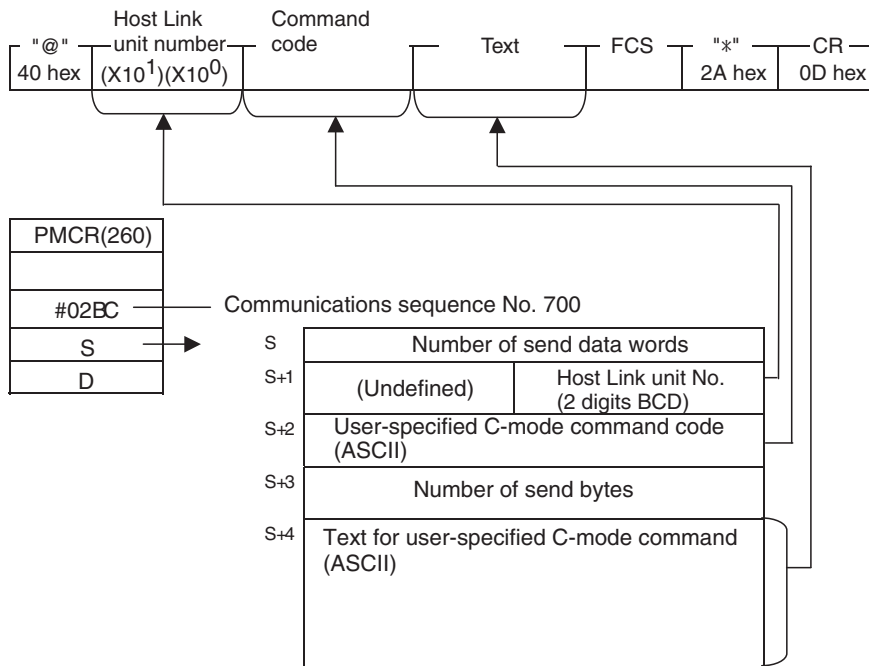 Host Link
unit number
Command
code
"@"
Text
FCS
"*"
CR
40 hex
(X10¹)(X10⁰)
2A hex
0D hex
PMCR(260)
#02BC
Communications sequence No. 700
S
D
S
Number of send data words
S+1
(Undefined)
Host Link unit No.
(2 digits BCD)
S+2
User-specified C-mode command code
(ASCII)
S+3
Number of send bytes
S+4
Text for user-specified C-mode command
(ASCII)